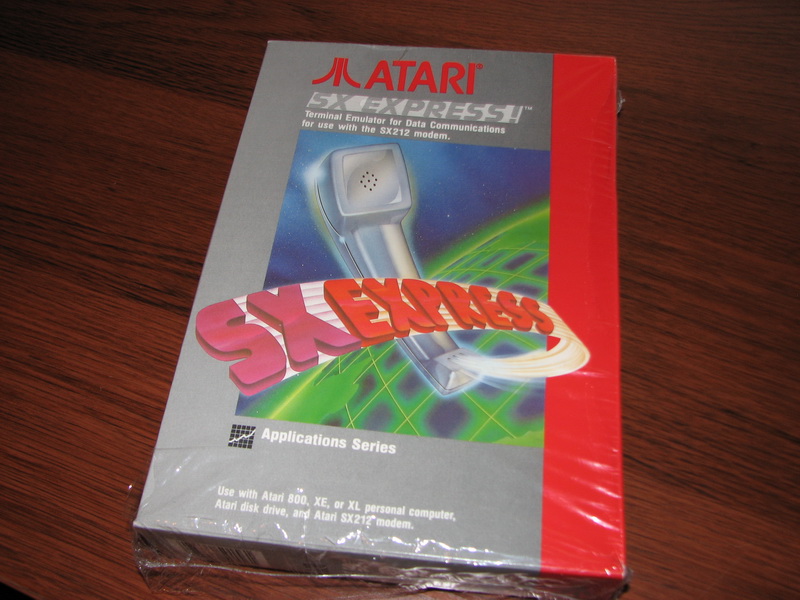 ATARI®
SX EXPRESS!™
Terminal Emulator for Data Communications
for use with the SX212 modem.
SX EXPRESS
Applications Series
Use with Atari 800, XE, or XL personal computer,
Atari disk drive, and Atari SX212 modem.